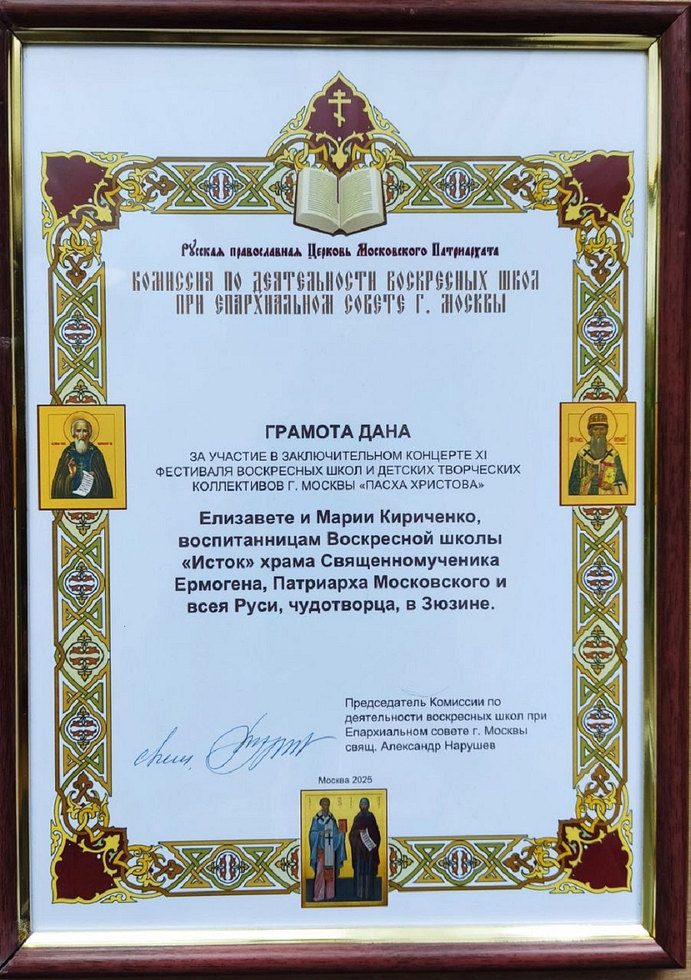 Русская православная Церковь Московского Патриархата
КОМИССИЯ ПО ДЕЯТЕЛЬНОСТИ ВОСКРЕСНЫХ ШКОЛ
ПРИ ЕПАРХИАЛЬНОМ СОВЕТЕ Г. МОСКВЫ
ГРАМОТА ДАНА
ЗА УЧАСТИЕ В ЗАКЛЮЧИТЕЛЬНОМ КОНЦЕРТЕ XI
ФЕСТИВАЛЯ ВОСКРЕСНЫХ ШКОЛ И ДЕТСКИХ ТВОРЧЕСКИХ
КОЛЛЕКТИВОВ Г. МОСКВЫ «ПАСХА ХРИСТОВА»
Елизавете и Марии Кириченко,
воспитанницам Воскресной школы
«Исток» храма Священномученика
Ермогена, Патриарха Московского и
всея Руси, чудотворца, в Зюзине.
Председатель Комиссии по
деятельности воскресных школ при
Епархиальном совете г. Москвы
свящ. Александр Нарушев
Москва 2025